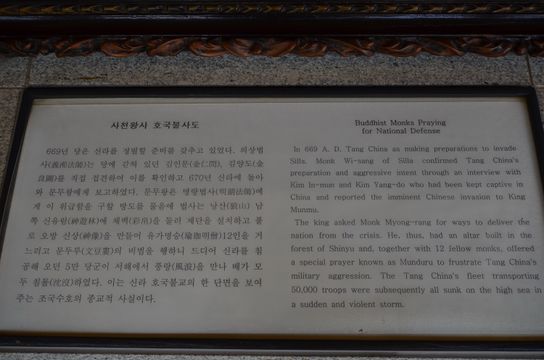 사천왕사 호국불사도
669년 당은 신라를 정벌할 준비를 갖추고 있었다. 의상법
사(義湘法師)는 당에 갇혀 있던 김인문(金仁問), 김양도(金
良圖)를 직접 접견하여 이를 확인하고 670년 신라에 돌아
와 문무왕에게 보고하였다. 문무왕은 명랑법사(明朗法師)에
게 이 위급함을 구할 방도를 물음에 법사는 낭산(狼山)남
쪽 신유림(神遊林)에 채백(彩帛)을 둘러 제단을 설치하고 풀
로 오방 신상(神像)을 만들어 유가명승(瑜伽明僧)12인을 거
느리고 문두루(文豆婁)의 비법을 행하니 드디어 신라를 침
공해 오던 5만 당군이 서해에서 풍랑(風浪)을 만나 배가 모
두 침몰(沈沒)하였다. 이는 신라 호국불교의 한 단면을 보여
주는 조국수호의 종교적 사실이다.
Buddhist Monks Praying
for National Defense
In 669 A. D. Tang China as making preparations to invade
Silla. Monk Wi-sang of Silla confirmed Tang China's
preparation and aggressive intent through an interview with
Kim In-mun and Kim Yang-do who had been kept captive in
China and reported the imminent Chinese invasion to King
Munmu.
The king asked Monk Myong-rang for ways to deliver the
nation from the crisis. He, thus, had an altar built in the
forest of Shinyu and, together with 12 fellow monks, offered
a special prayer known as Munduru to frustrate Tang China's
military aggression. The Tang China's fleet transporting
50,000 troops were subsequently all sunk on the high sea in
a sudden and violent storm.